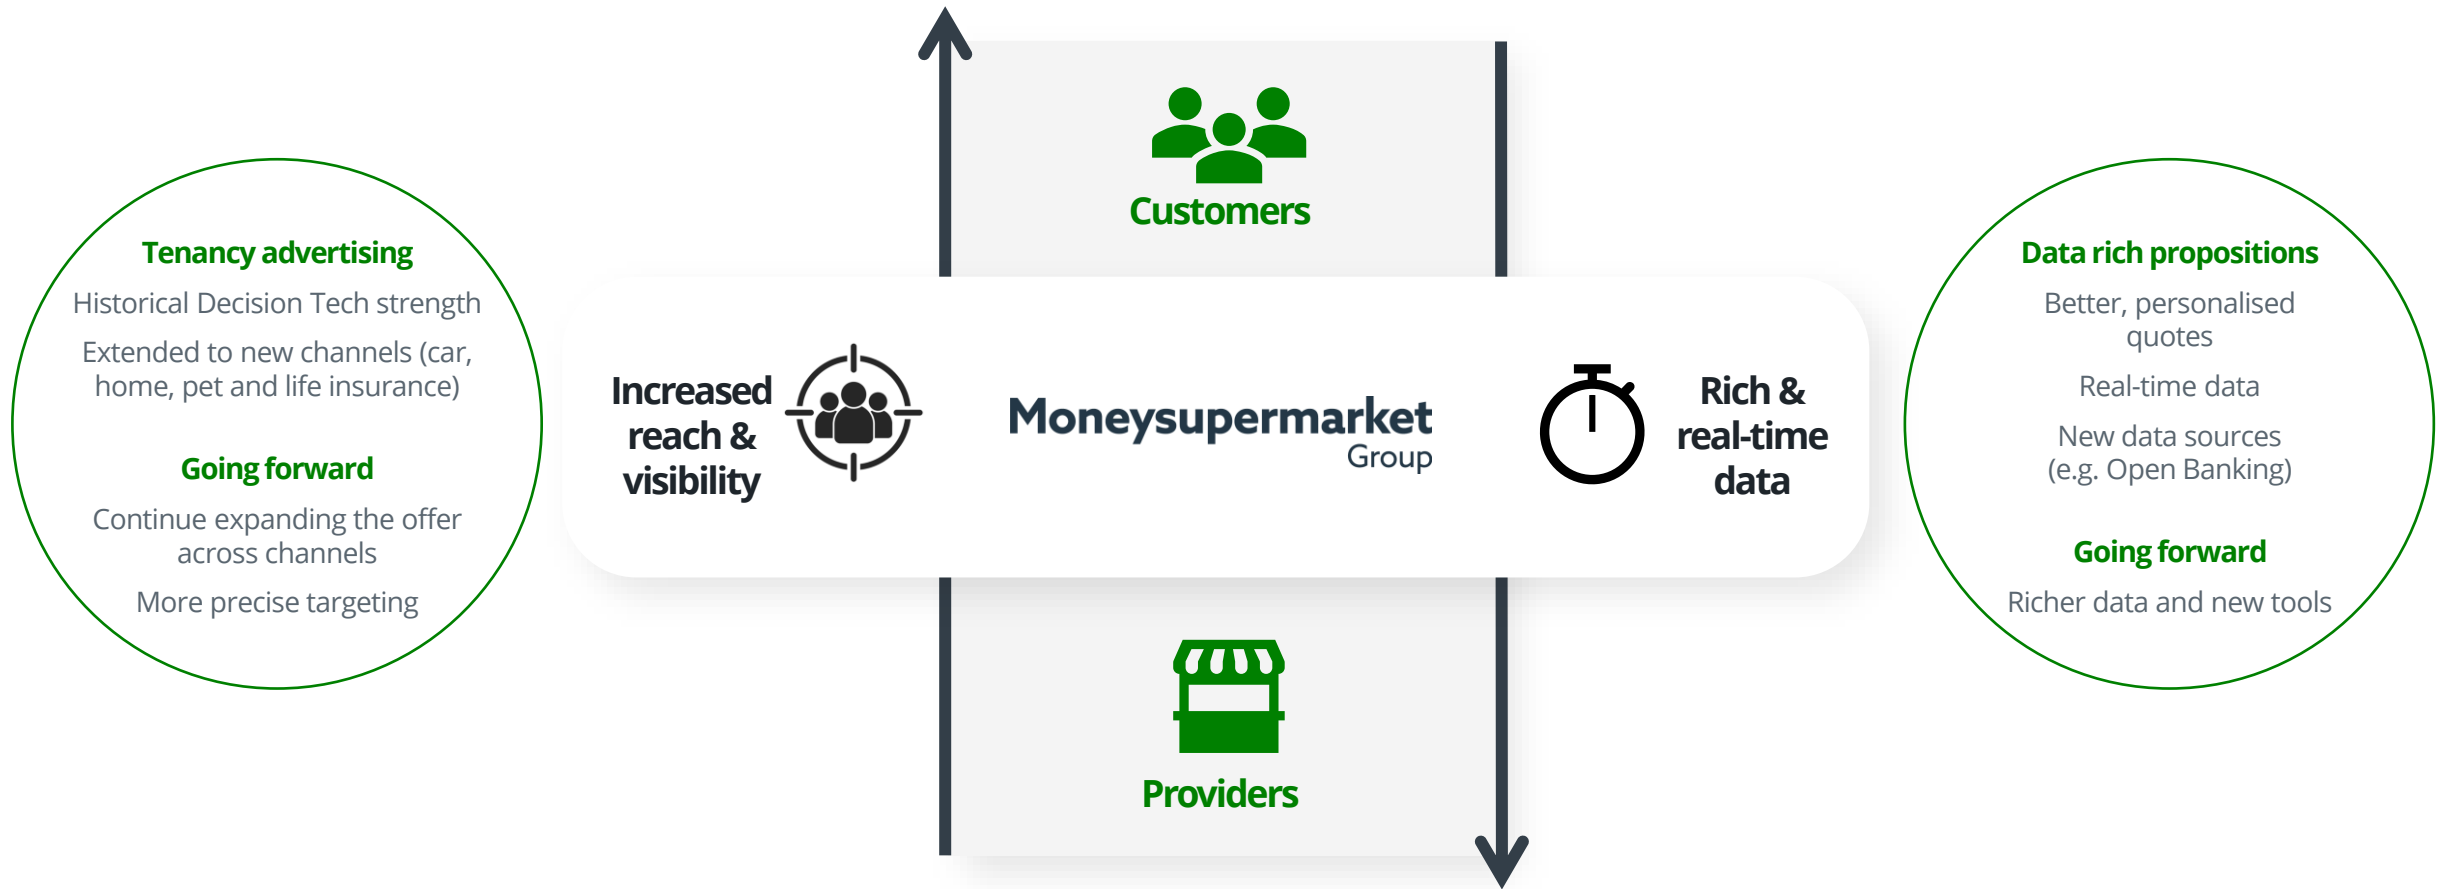 Tenancy advertising
Historical Decision Tech strength
Extended to new channels (car,
home, pet and life insurance)
Going forward
Continue expanding the offer
across channels
More precise targeting
Customers
Increased
reach &
visibility
Moneysupermarket
Group
Rich &
real-time
data
Providers
Data rich propositions
Better, personalised
quotes
Real-time data
New data sources
(e.g. Open Banking)
Going forward
Richer data and new tools